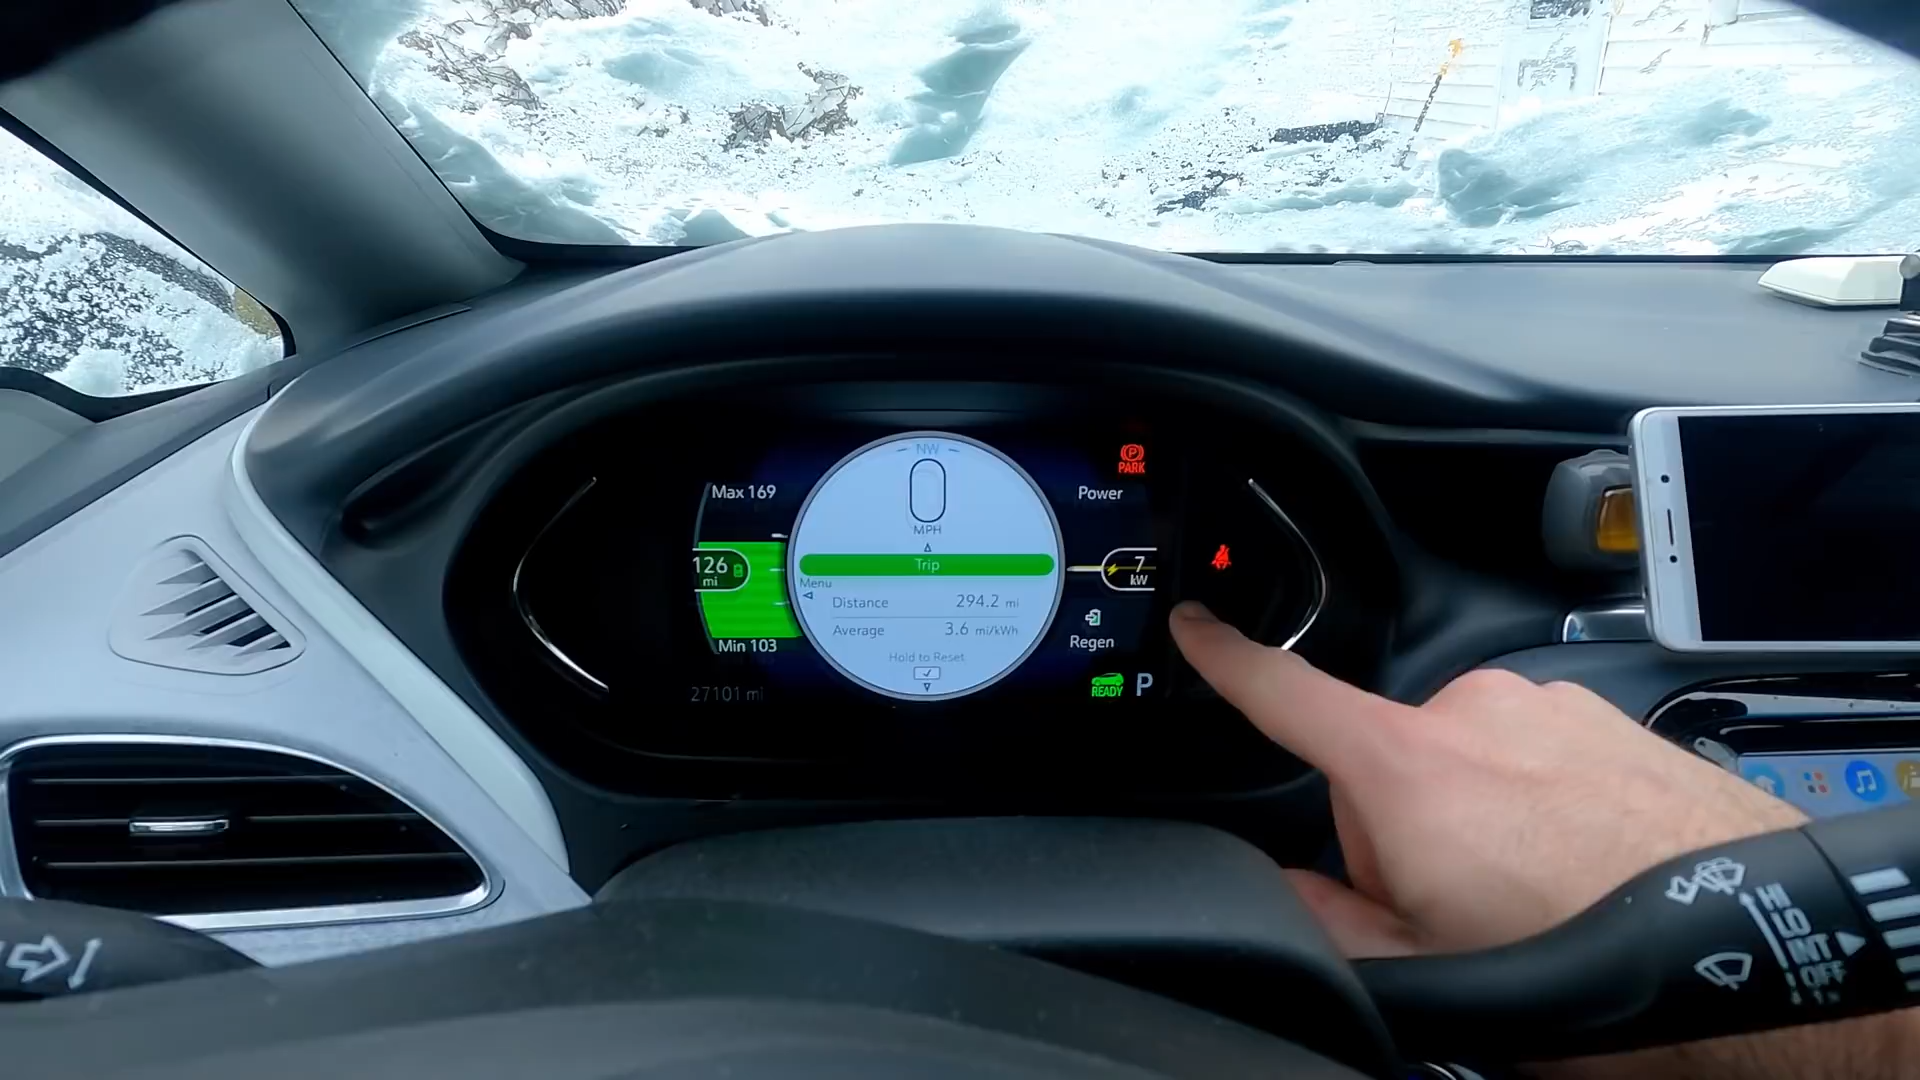 NW
MPH
Max 169
126
mi
Min 103
27101 mi
Trip
Menu
Distance 294.2 mi
Average 3.6 mi/kWh
Hold to Reset
PARK
Power
7
kW
Regen
READY P
HI
LO
INT
OFF
1x